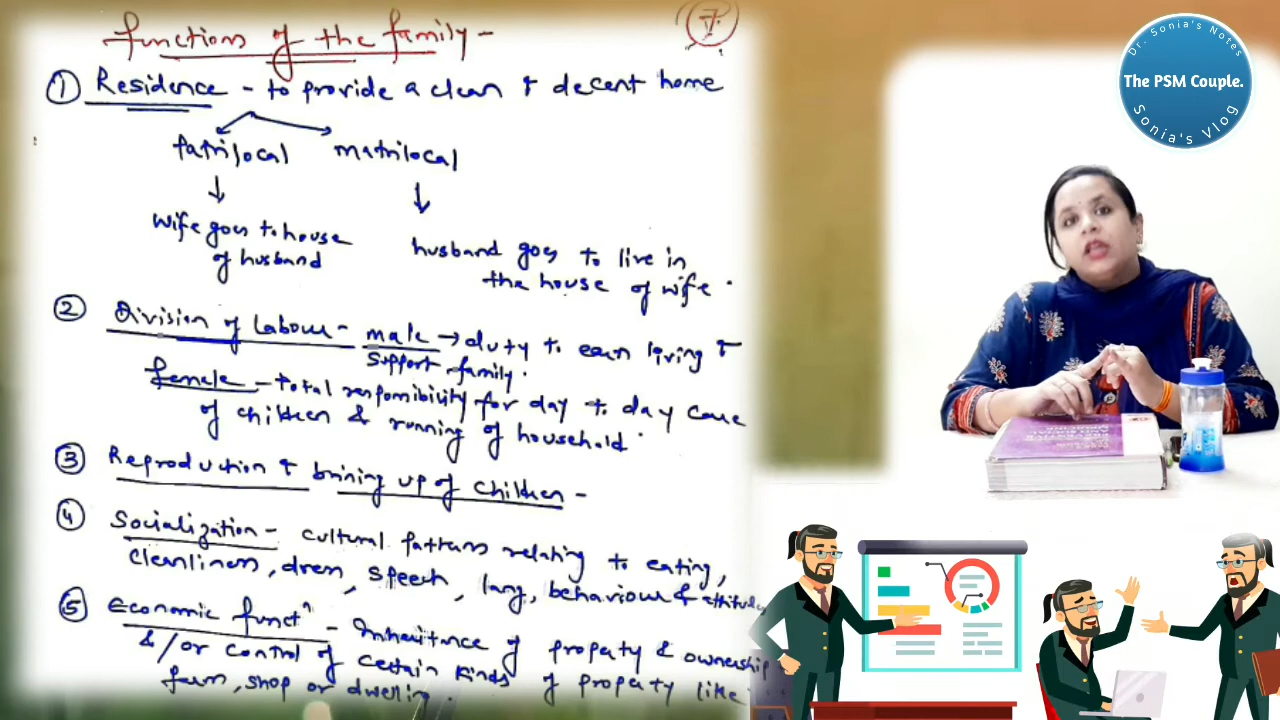 functions of the family -
7.
① Residence - to provide a clean & decent home
Patrilocal matrilocal
wife goes to house
of husband
husband goes to live in
the house of wife.
② Division of Labour - male → duty to earn living &
support family.
female - total responsibility for day to day care
of children & running of household.
③ Reproduction & brining up of children -
④ Socialization - cultural patterns relating to eating,
cleanliness, dress, speech, lang, behaviour & attitudes
⑤ Economic functⁿ - Inheritance of property & ownership
&/or control of certain kinds of property like
farm, shop or dwelling.
Dr. Sonia's Notes
The PSM Couple.
Sonia's Vlog